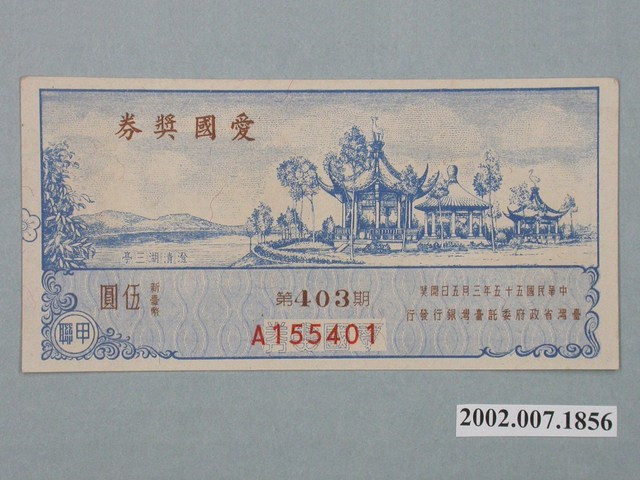 愛國獎券
澄清湖三亭
新臺幣
伍圓
第403期
中華民國五十五年三月五日開獎
臺灣省政府委託臺灣銀行發行
A155401
甲聯
2002.007.1856